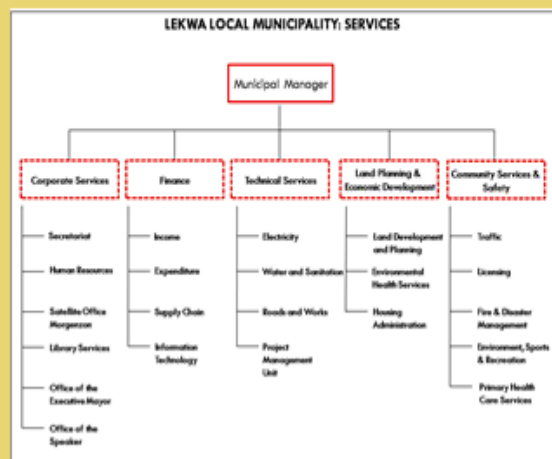 LEKWA LOCAL MUNICIPALITY: SERVICES
Municipal Manager
Corporate Services
Finance
Technical Services
Land Planning &
Economic Development
Community Services &
Safety
Secretariat
Human Resources
Satellite Office
Morgenzon
Library Services
Office of the
Executive Mayor
Office of the
Speaker
Income
Expenditure
Supply Chain
Information
Technology
Electricity
Water and Sanitation
Roads and Works
Project
Management
Unit
Land Development
and Planning
Environmental
Health Services
Housing
Administration
Traffic
Licensing
Fire & Disaster
Management
Environment, Sports
& Recreation
Primary Health
Care Services